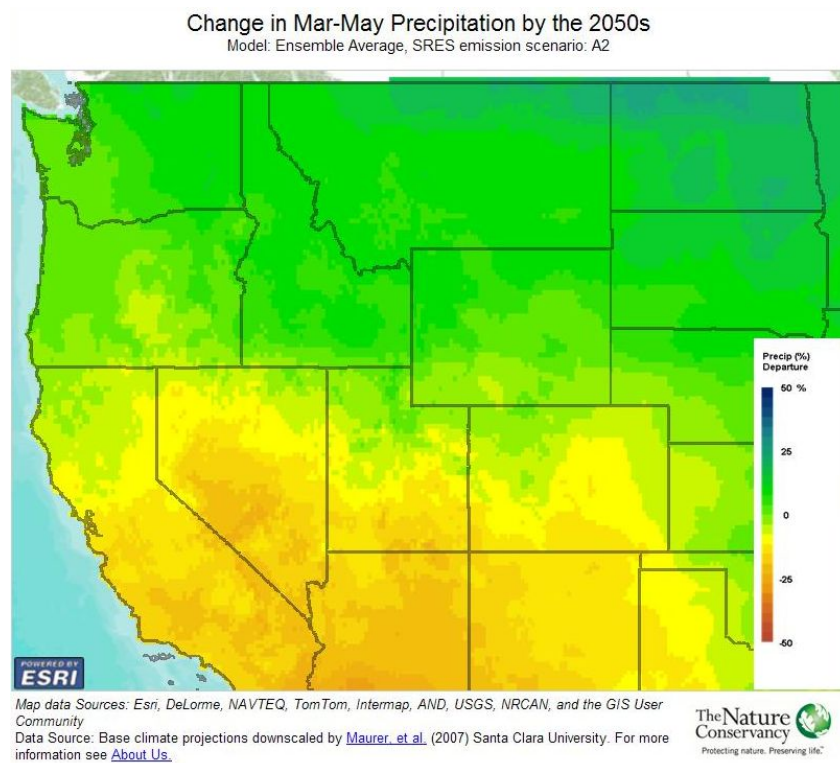 Change in Mar-May Precipitation by the 2050s
Model: Ensemble Average, SRES emission scenario: A2
Precip (%)
Departure
50 %
25
0
-25
-50
POWERED BY
ESRI
Map data Sources: Esri, DeLorme, NAVTEQ, TomTom, Intermap, AND, USGS, NRCAN, and the GIS User
Community
Data Source: Base climate projections downscaled by Maurer, et al. (2007) Santa Clara University. For more
information see About Us.
The Nature
Conservancy
Protecting nature. Preserving life.™